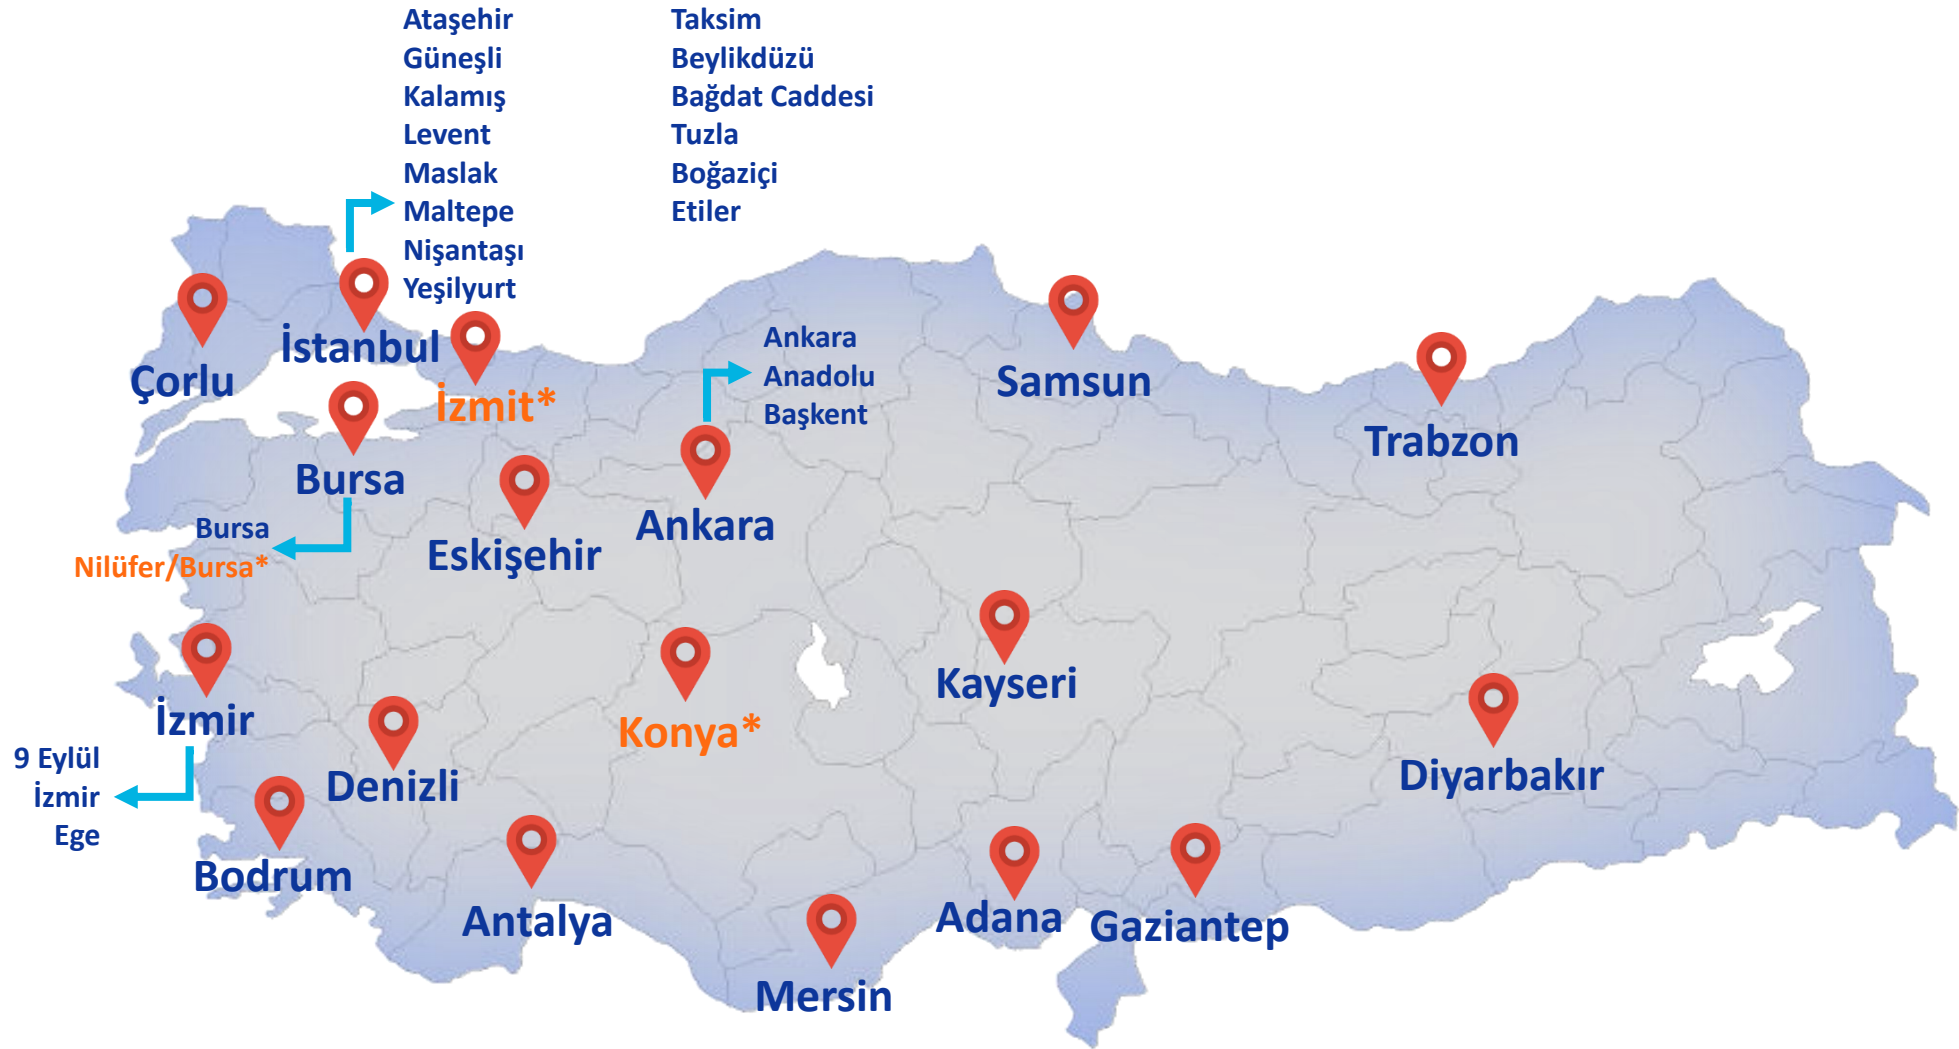 Ataşehir
Güneşli
Kalamış
Levent
Maslak
Maltepe
Nişantaşı
Yeşilyurt
Taksim
Beylikdüzü
Bağdat Caddesi
Tuzla
Boğaziçi
Etiler
İstanbul
Çorlu
İzmit*
Ankara
Anadolu
Başkent
Samsun
Trabzon
Bursa
Bursa
Nilüfer/Bursa*
Eskişehir
Ankara
Kayseri
İzmir
9 Eylül
İzmir
Ege
Konya*
Denizli
Diyarbakır
Bodrum
Antalya
Adana
Gaziantep
Mersin